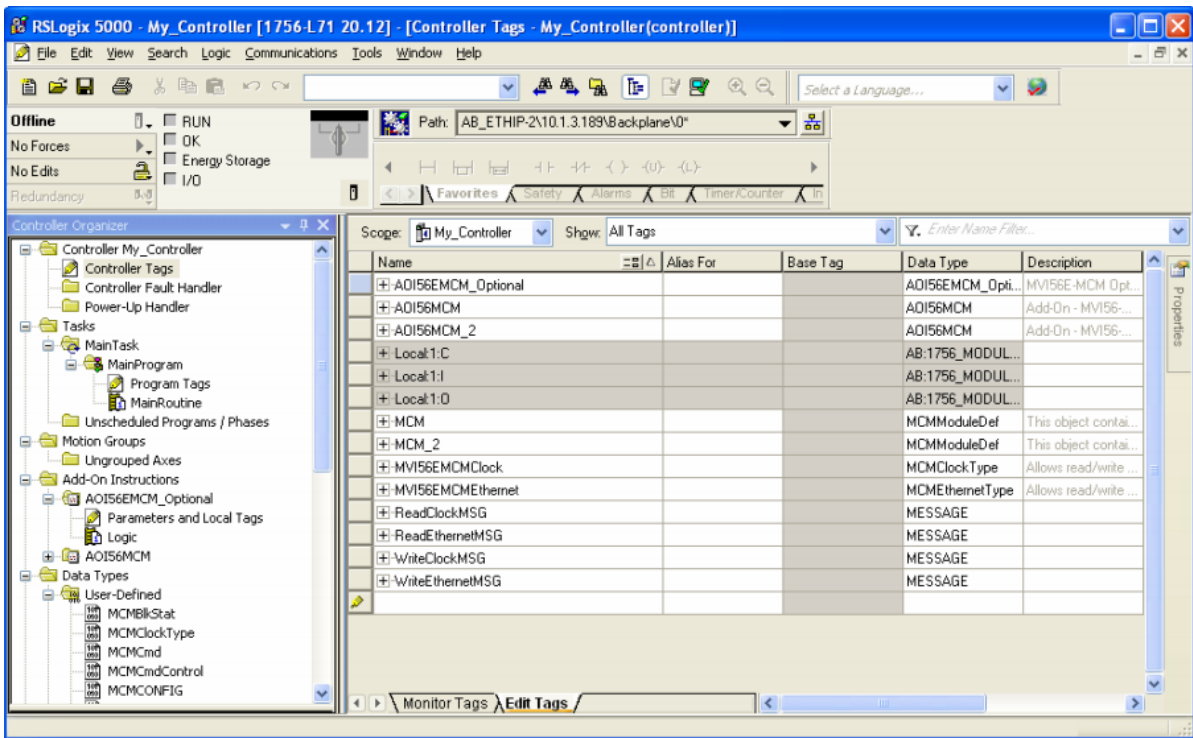 RSLogix 5000 - My_Controller [1756-L71 20.12] - [Controller Tags - My_Controller(controller)]
File Edit View Search Logic Communications Tools Window Help
Select a Language...
Offline
RUN
No Forces
OK
No Edits
Energy Storage
I/O
Redundancy
Path: AB_ETHIP-2\10.1.3.189\Backplane\0*
Favorites Safety Alarms Bit Timer/Counter In
Controller Organizer
Controller My_Controller
Controller Tags
Controller Fault Handler
Power-Up Handler
Tasks
MainTask
MainProgram
Program Tags
MainRoutine
Unscheduled Programs / Phases
Motion Groups
Ungrouped Axes
Add-On Instructions
AOI56EMCM_Optional
Parameters and Local Tags
Logic
AOI56MCM
Data Types
User-Defined
MCMBlkStat
MCMClockType
MCMCmd
MCMCmdControl
MCMCONFIG
Scope: My_Controller Show: All Tags Enter Name Filter...
Name Alias For Base Tag Data Type Description
AOI56EMCM_Optional AOI56EMCM_Opti... MVI56E-MCM Opt...
AOI56MCM AOI56MCM Add-On - MVI56-...
AOI56MCM_2 AOI56MCM Add-On - MVI56-...
Local:1:C AB:1756_MODUL...
Local:1:I AB:1756_MODUL...
Local:1:O AB:1756_MODUL...
MCM MCMModuleDef This object contai...
MCM_2 MCMModuleDef This object contai...
MVI56EMCMClock MCMClockType Allows read/write ...
MVI56EMCMEthernet MCMEthernetType Allows read/write ...
ReadClockMSG MESSAGE
ReadEthernetMSG MESSAGE
WriteClockMSG MESSAGE
WriteEthernetMSG MESSAGE
Properties
Monitor Tags Edit Tags